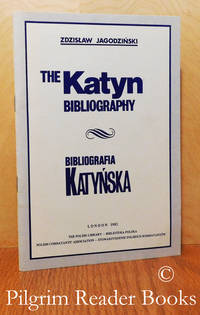 ZDZISŁAW JAGODZIŃSKI
THE Katyn
BIBLIOGRAPHY
BIBLIOGRAFIA
KATYŃSKA
LONDON 1982
THE POLISH LIBRARY – BIBLIOTEKA POLSKA
POLISH COMBATANTS' ASSOCIATION – STOWARZYSZENIE POLSKICH KOMBATANTÓW
©
Pilgrim Reader Books